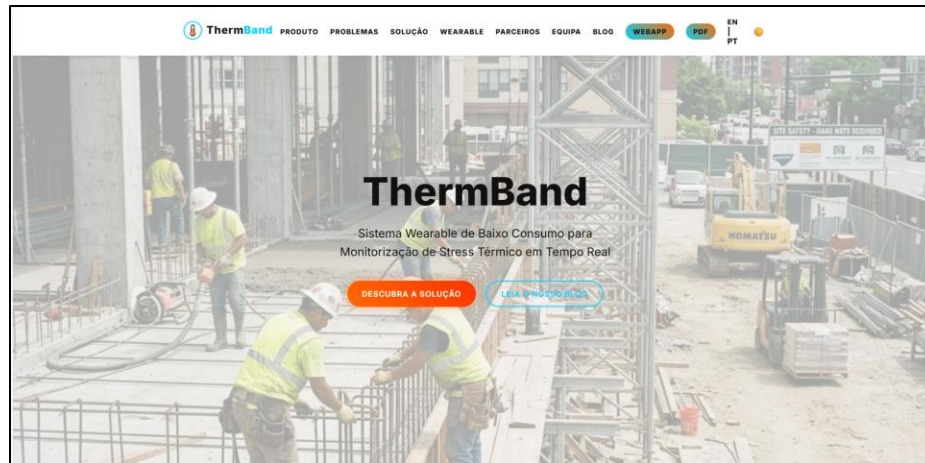 ThermBand PRODUTO PROBLEMAS SOLUÇÃO WEARABLE PARCEIROS EQUIPA BLOG WEBAPP PDF EN | PT
SITE SAFETY - HARD HATS REQUIRED
ThermBand
Sistema Wearable de Baixo Consumo para
Monitorização de Stress Térmico em Tempo Real
KOMATSU
DESCUBRA A SOLUÇÃO
LEIA O NOSSO BLOG